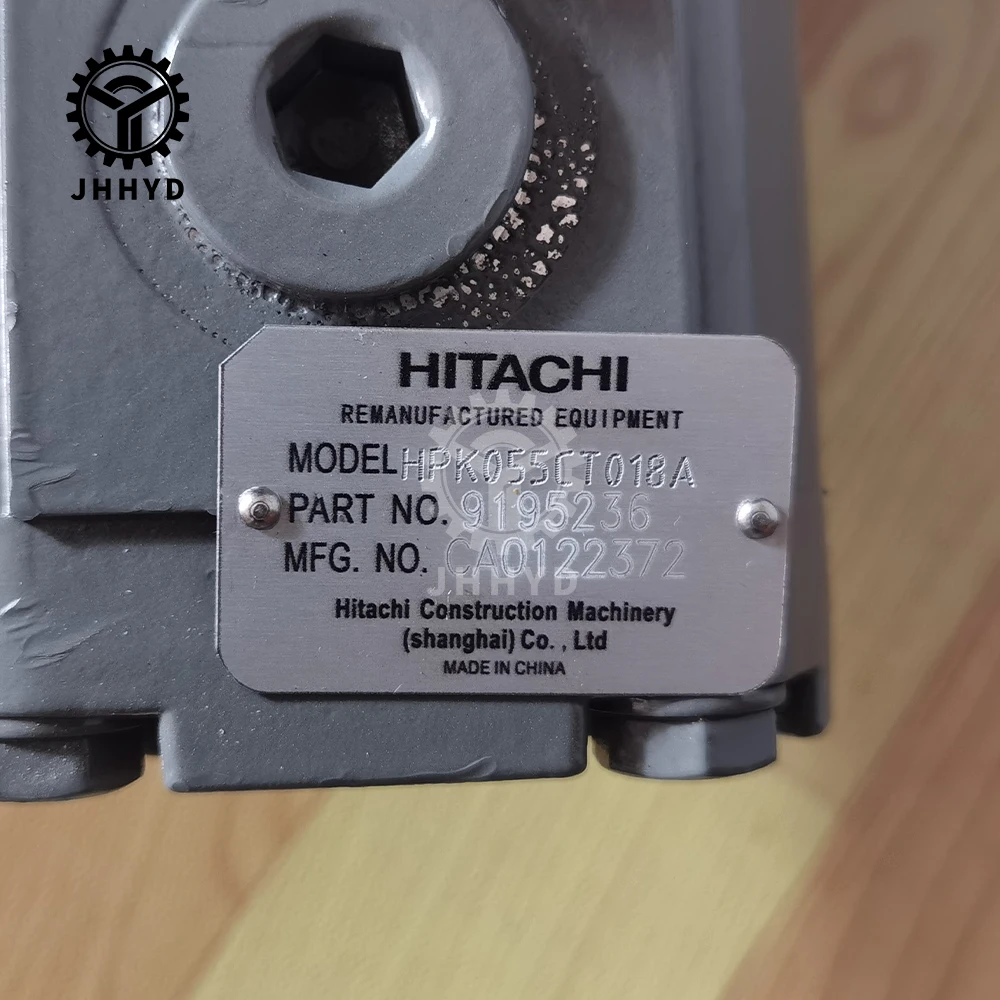 JHHYD
HITACHI
REMANUFACTURED EQUIPMENT
MODEL HPK055CT018A
PART NO. 9195236
MFG. NO. CA0122372
JHHYD
Hitachi Construction Machinery
(shanghai) Co. , Ltd
MADE IN CHINA